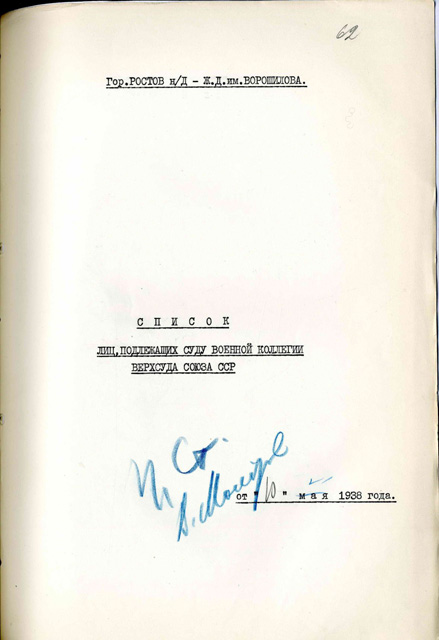 62
Гор.РОСТОВ н/Д - Ж.Д.им.ВОРОШИЛОВА.
С П И С О К
ЛИЦ,ПОДЛЕЖАЩИХ СУДУ ВОЕННОЙ КОЛЛЕГИИ
ВЕРХСУДА СОЮЗА ССР
И Ст.
В. Молотов
от "10" мая 1938 года.